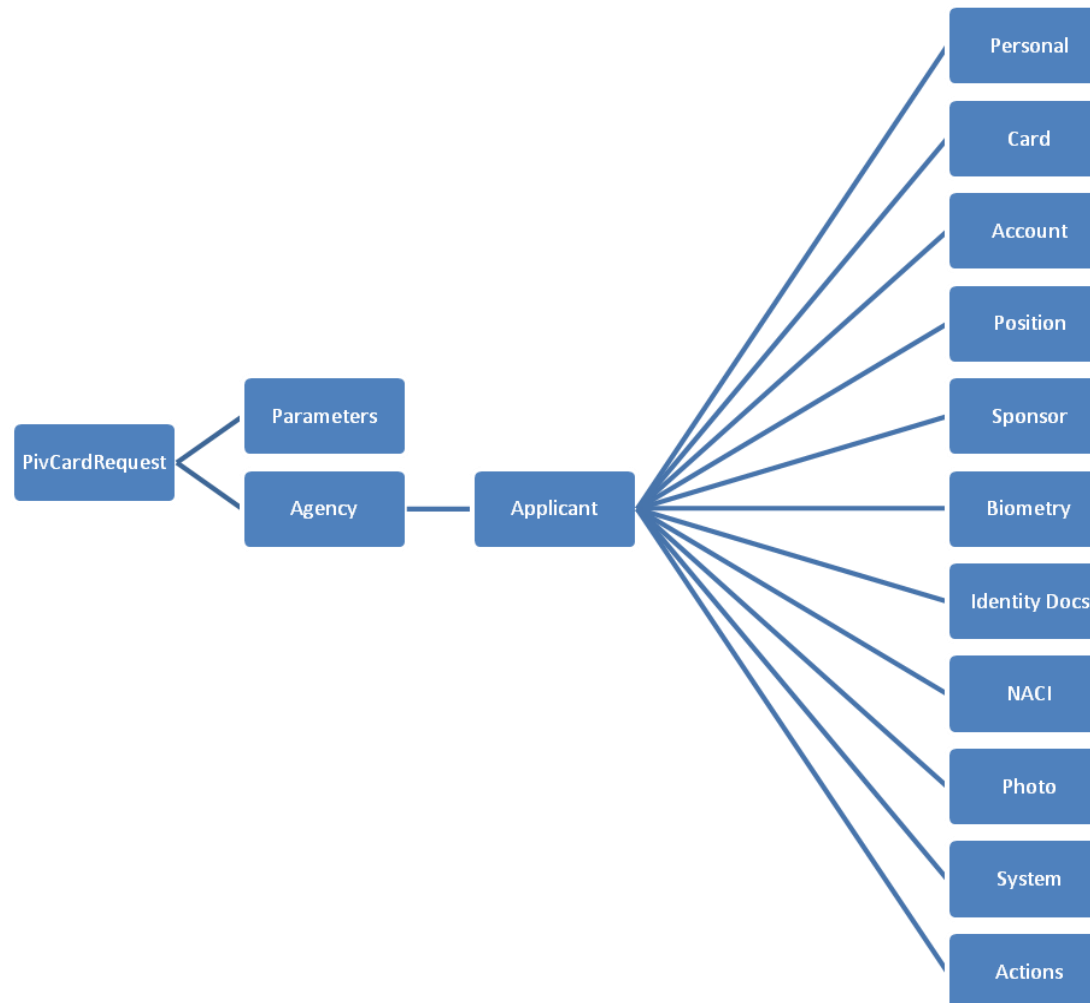 PivCardRequest
Parameters
Agency
Applicant
Personal
Card
Account
Position
Sponsor
Biometry
Identity Docs
NACI
Photo
System
Actions